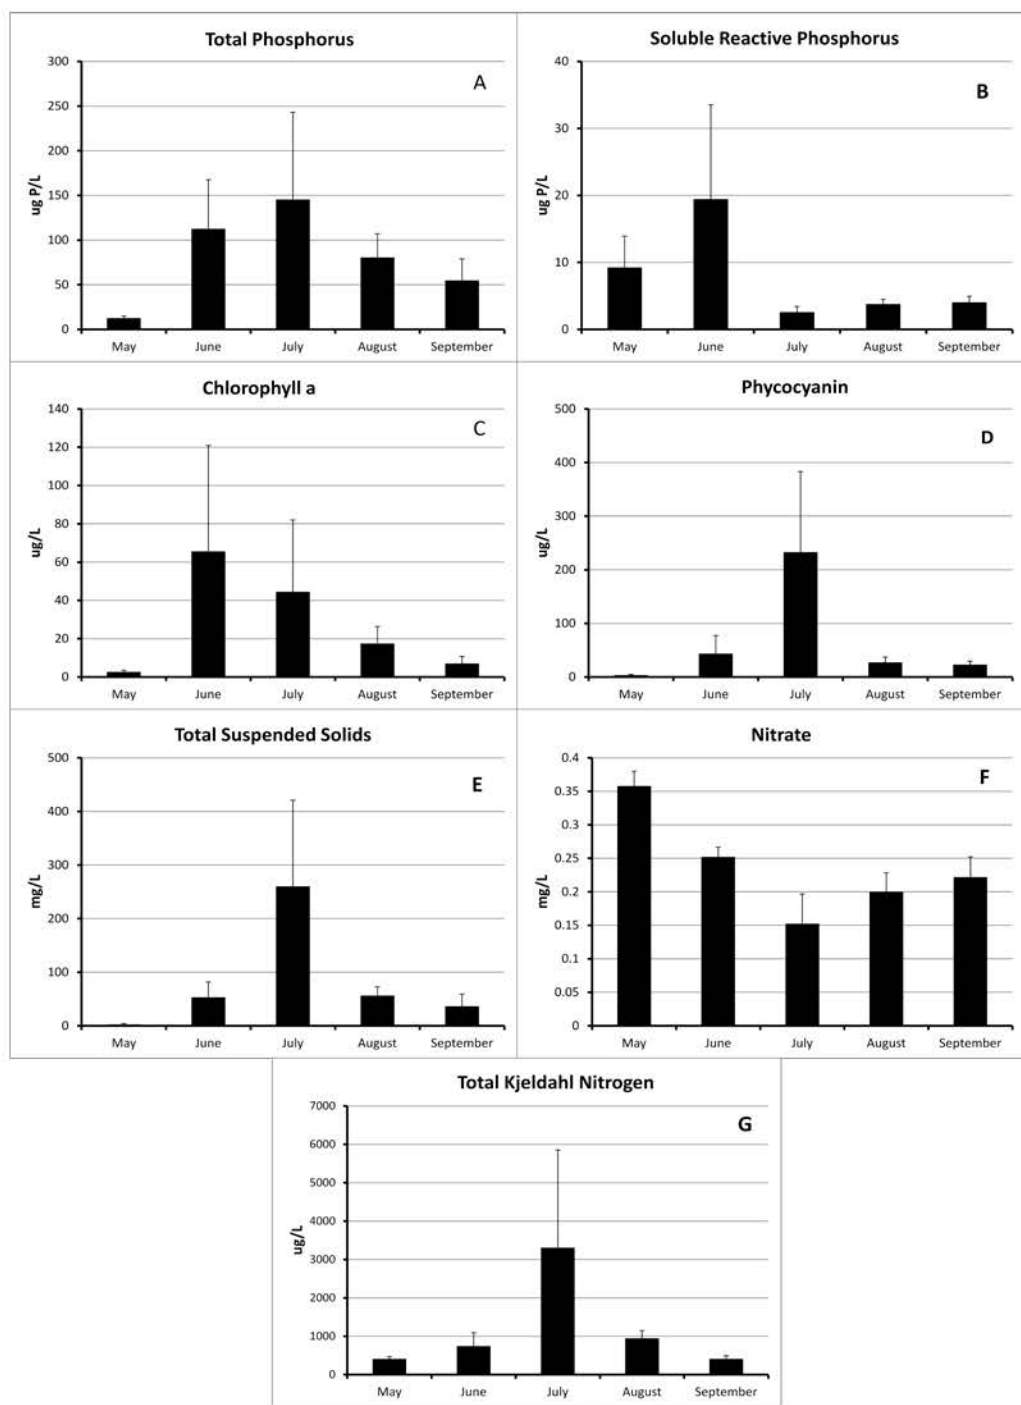 Total Phosphorus
A
ug P/L
300
250
200
150
100
50
0
May June July August September
Soluble Reactive Phosphorus
B
ug P/L
40
30
20
10
0
May June July August September
Chlorophyll a
C
ug/L
140
120
100
80
60
40
20
0
May June July August September
Phycocyanin
D
ug/L
500
400
300
200
100
0
May June July August September
Total Suspended Solids
E
mg/L
500
400
300
200
100
0
May June July August September
Nitrate
F
mg/L
0.4
0.35
0.3
0.25
0.2
0.15
0.1
0.05
0
May June July August September
Total Kjeldahl Nitrogen
G
ug/L
7000
6000
5000
4000
3000
2000
1000
0
May June July August September